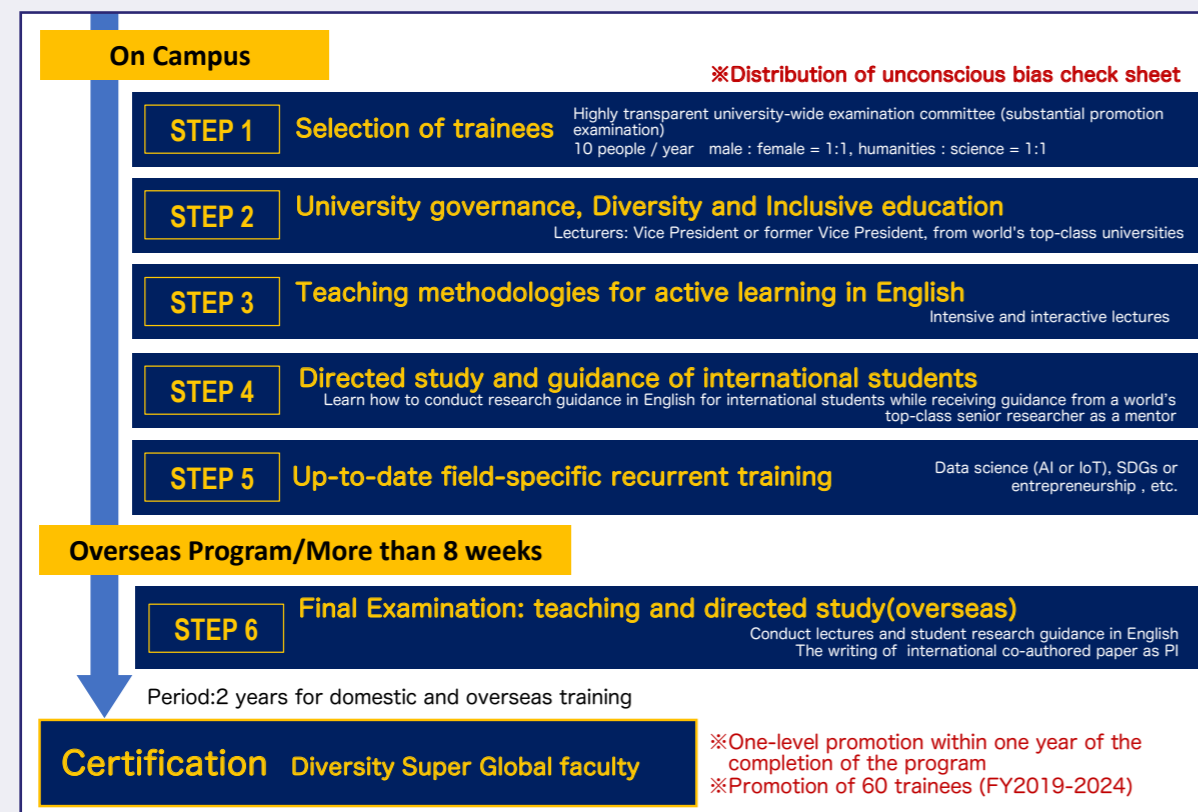 On Campus
※Distribution of unconscious bias check sheet
STEP 1
Selection of trainees
Highly transparent university-wide examination committee (substantial promotion
examination)
10 people / year male : female = 1:1, humanities : science = 1:1
STEP 2
University governance, Diversity and Inclusive education
Lecturers: Vice President or former Vice President, from world's top-class universities
STEP 3
Teaching methodologies for active learning in English
Intensive and interactive lectures
STEP 4
Directed study and guidance of international students
Learn how to conduct research guidance in English for international students while receiving guidance from a world's
top-class senior researcher as a mentor
STEP 5
Up-to-date field-specific recurrent training
Data science (AI or IoT), SDGs or
entrepreneurship , etc.
Overseas Program/More than 8 weeks
STEP 6
Final Examination: teaching and directed study(overseas)
Conduct lectures and student research guidance in English
The writing of international co-authored paper as PI
Period:2 years for domestic and overseas training
Certification Diversity Super Global faculty
※One-level promotion within one year of the
completion of the program
※Promotion of 60 trainees (FY2019-2024)